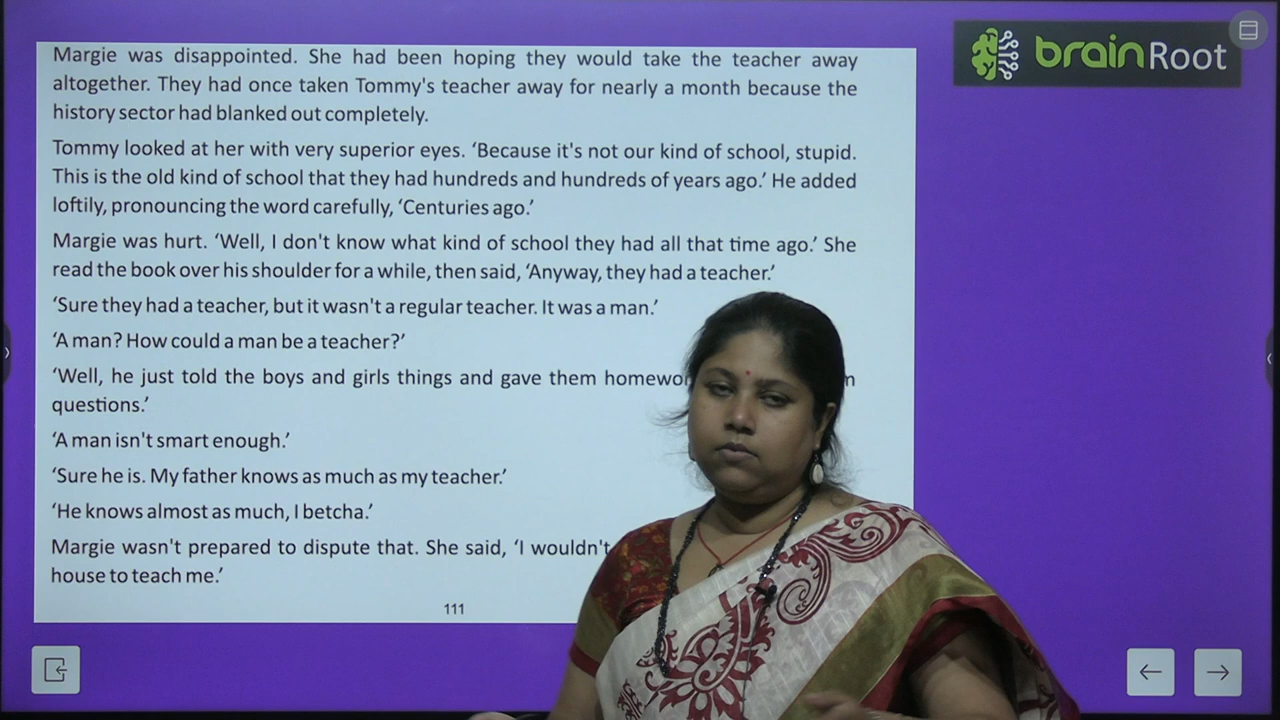 brainRoot
Margie was disappointed. She had been hoping they would take the teacher away
altogether. They had once taken Tommy's teacher away for nearly a month because the
history sector had blanked out completely.
Tommy looked at her with very superior eyes. ‘Because it's not our kind of school, stupid.
This is the old kind of school that they had hundreds and hundreds of years ago.’ He added
loftily, pronouncing the word carefully, ‘Centuries ago.’
Margie was hurt. ‘Well, I don't know what kind of school they had all that time ago.’ She
read the book over his shoulder for a while, then said, ‘Anyway, they had a teacher.’
‘Sure they had a teacher, but it wasn't a regular teacher. It was a man.’
‘A man? How could a man be a teacher?’
‘Well, he just told the boys and girls things and gave them
questions.’
‘A man isn't smart enough.’
‘Sure he is. My father knows as much as my teacher.’
‘He knows almost as much, I betcha.’
Margie wasn't prepared to dispute that. She said, ‘I wouldn't
house to teach me.’
111